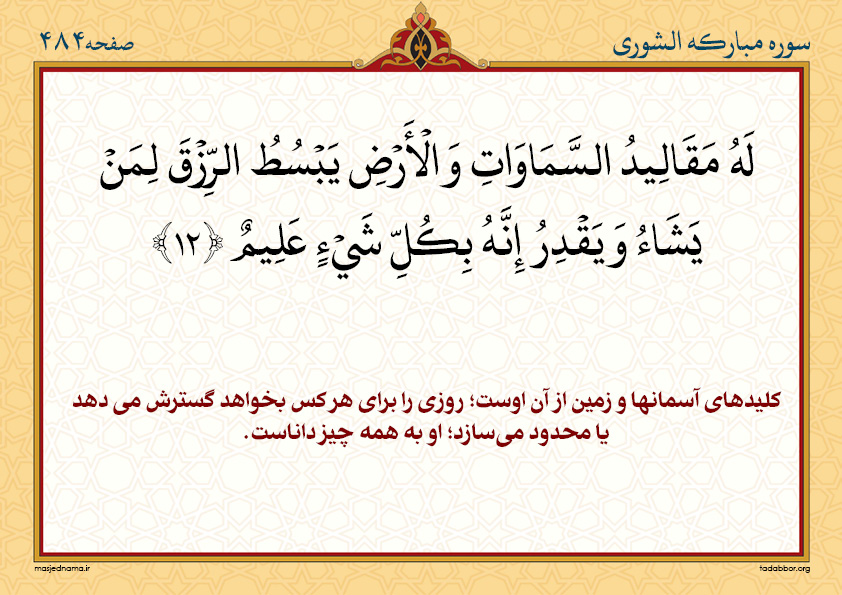 سوره مبارکه الشوری
صفحه۴۸۴
لَهُ مَقَالِيدُ السَّمَاوَاتِ وَالْأَرْضِ يَبْسُطُ الرِّزْقَ لِمَنْ
يَشَاءُ وَيَقْدِرُ إِنَّهُ بِكُلِّ شَيْءٍ عَلِيمٌ ﴿۱۲﴾
کلیدهای آسمانها و زمین از آن اوست؛ روزی را برای هر کس بخواهد گسترش می دهد
یا محدود می‌سازد؛ او به همه چیز داناست.
masjednama.ir
tadabbor.org